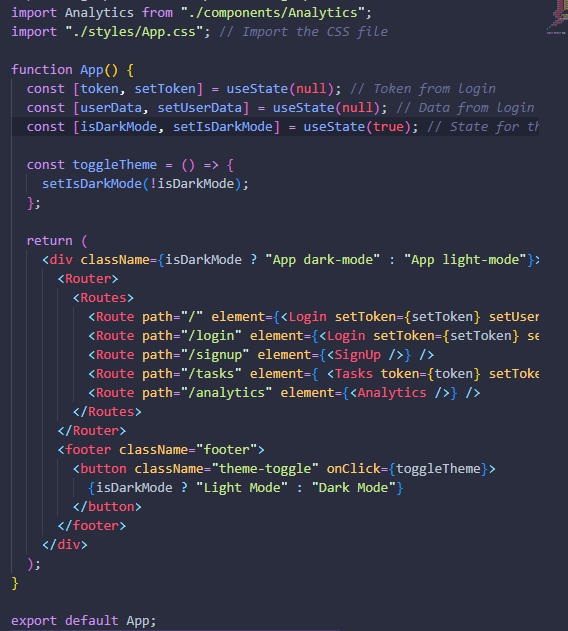 import Analytics from "./components/Analytics";
import "./styles/App.css"; // Import the CSS file
function App() {
const [token, setToken] = useState(null); // Token from login
const [userData, setUserData] = useState(null); // Data from login
const [isDarkMode, setIsDarkMode] = useState(true); // State for th
const toggleTheme = () => {
setIsDarkMode(!isDarkMode);
};
return (
<div className={isDarkMode ? "App dark-mode" : "App light-mode"}>
<Router>
<Routes>
<Route path="/" element={<Login setToken={setToken} setUser
<Route path="/login" element={<Login setToken={setToken} se
<Route path="/signup" element={<SignUp />} />
<Route path="/tasks" element={ <Tasks token={token} setToke
<Route path="/analytics" element={<Analytics />} />
</Routes>
</Router>
<footer className="footer">
<button className="theme-toggle" onClick={toggleTheme}>
{isDarkMode ? "Light Mode" : "Dark Mode"}
</button>
</footer>
</div>
);
}
export default App;